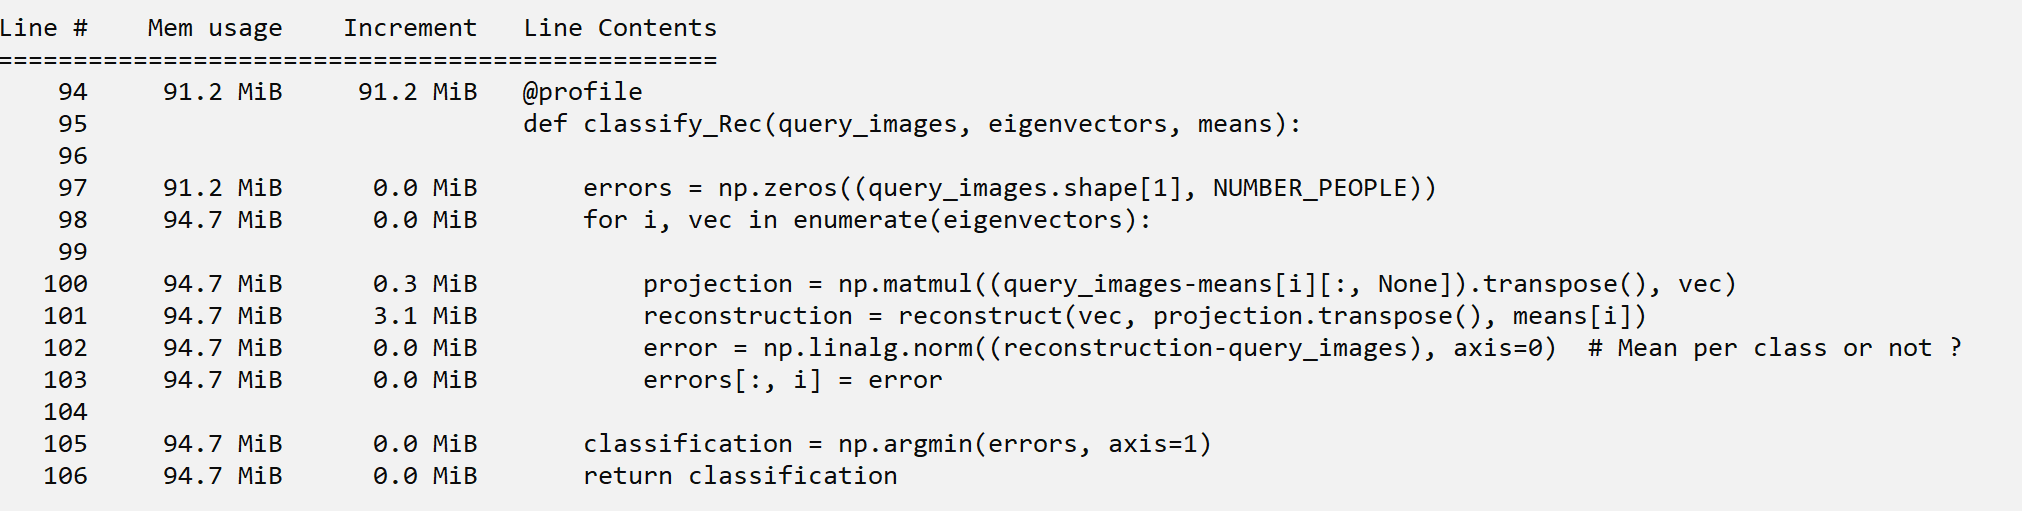 Line #    Mem usage    Increment   Line Contents
================================================
    94     91.2 MiB     91.2 MiB   @profile
    95                             def classify_Rec(query_images, eigenvectors, means):
    96
    97     91.2 MiB      0.0 MiB       errors = np.zeros((query_images.shape[1], NUMBER_PEOPLE))
    98     94.7 MiB      0.0 MiB       for i, vec in enumerate(eigenvectors):
    99
   100     94.7 MiB      0.3 MiB           projection = np.matmul((query_images-means[i][:, None]).transpose(), vec)
   101     94.7 MiB      3.1 MiB           reconstruction = reconstruct(vec, projection.transpose(), means[i])
   102     94.7 MiB      0.0 MiB           error = np.linalg.norm((reconstruction-query_images), axis=0)  # Mean per class or not ?
   103     94.7 MiB      0.0 MiB           errors[:, i] = error
   104
   105     94.7 MiB      0.0 MiB       classification = np.argmin(errors, axis=1)
   106     94.7 MiB      0.0 MiB       return classification